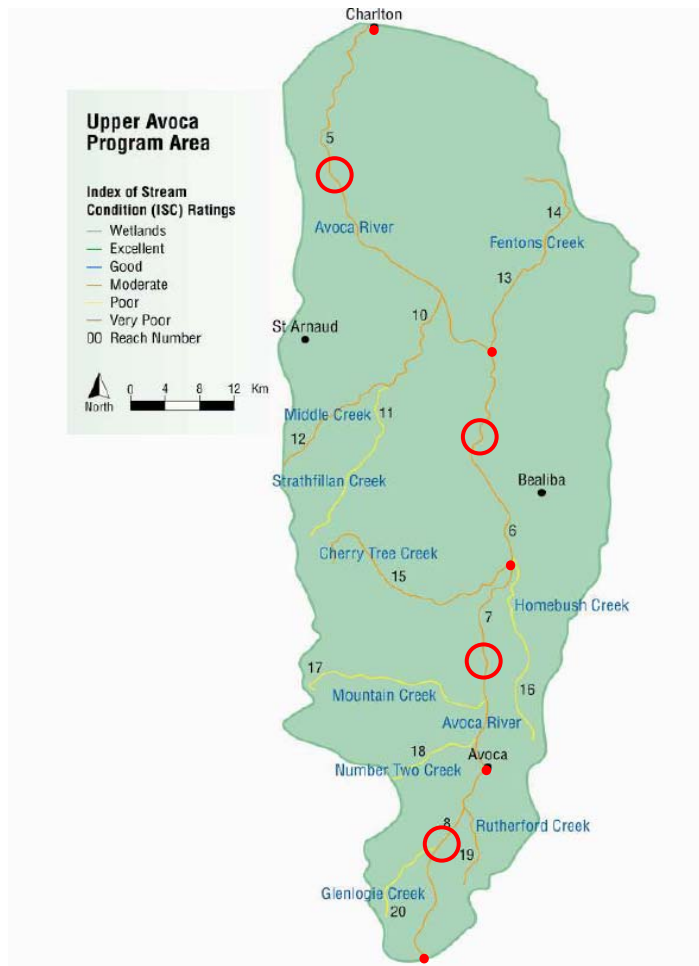 Charlton
Upper Avoca
Program Area
Index of Stream
Condition (ISC) Ratings
Wetlands
Excellent
Good
Moderate
Poor
Very Poor
00 Reach Number
North
0 4 8 12 Km
5
Avoca River
14
Fentons Creek
13
10
St Arnaud
Middle Creek
11
12
Strathfillan Creek
Bealiba
6
Cherry Tree Creek
15
Homebush Creek
7
17
16
Mountain Creek
Avoca River
18
Avoca
Number Two Creek
8
Rutherford Creek
19
Glenlogie Creek
20